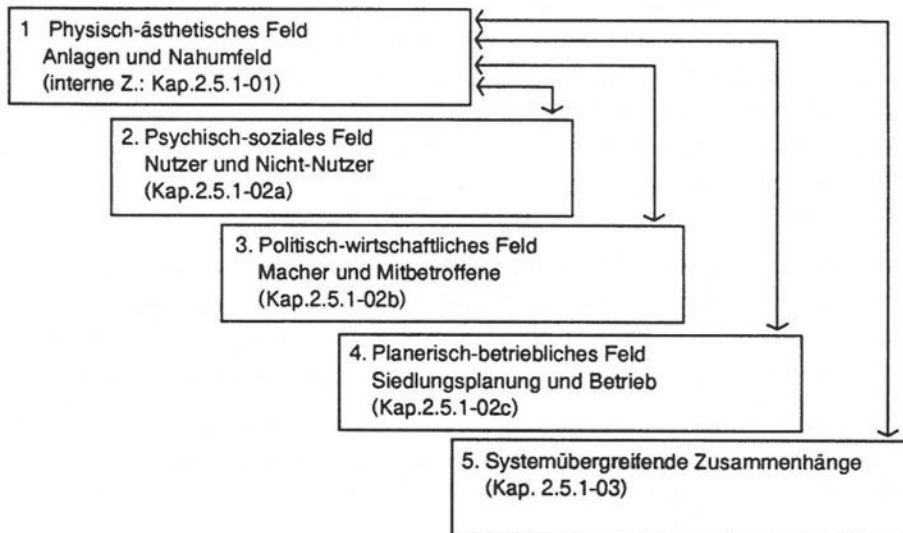 1 Physisch-ästhetisches Feld
Anlagen und Nahumfeld
(interne Z.: Kap.2.5.1-01)
2. Psychisch-soziales Feld
Nutzer und Nicht-Nutzer
(Kap.2.5.1-02a)
3. Politisch-wirtschaftliches Feld
Macher und Mitbetroffene
(Kap.2.5.1-02b)
4. Planerisch-betriebliches Feld
Siedlungsplanung und Betrieb
(Kap.2.5.1-02c)
5. Systemübergreifende Zusammenhänge
(Kap. 2.5.1-03)